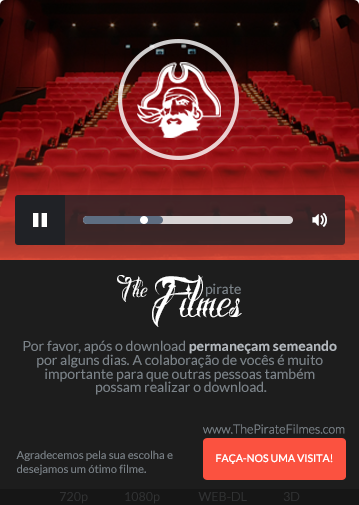 The pirate
Filmes
Por favor, após o download permaneçam semeando
por alguns dias. A colaboração de vocês é muito
importante para que outras pessoas também
possam realizar o download.
www.ThePirateFilmes.com
Agradecemos pela sua escolha e
desejamos um ótimo filme.
FAÇA-NOS UMA VISITA!
720p 1080p WEB-DL 3D